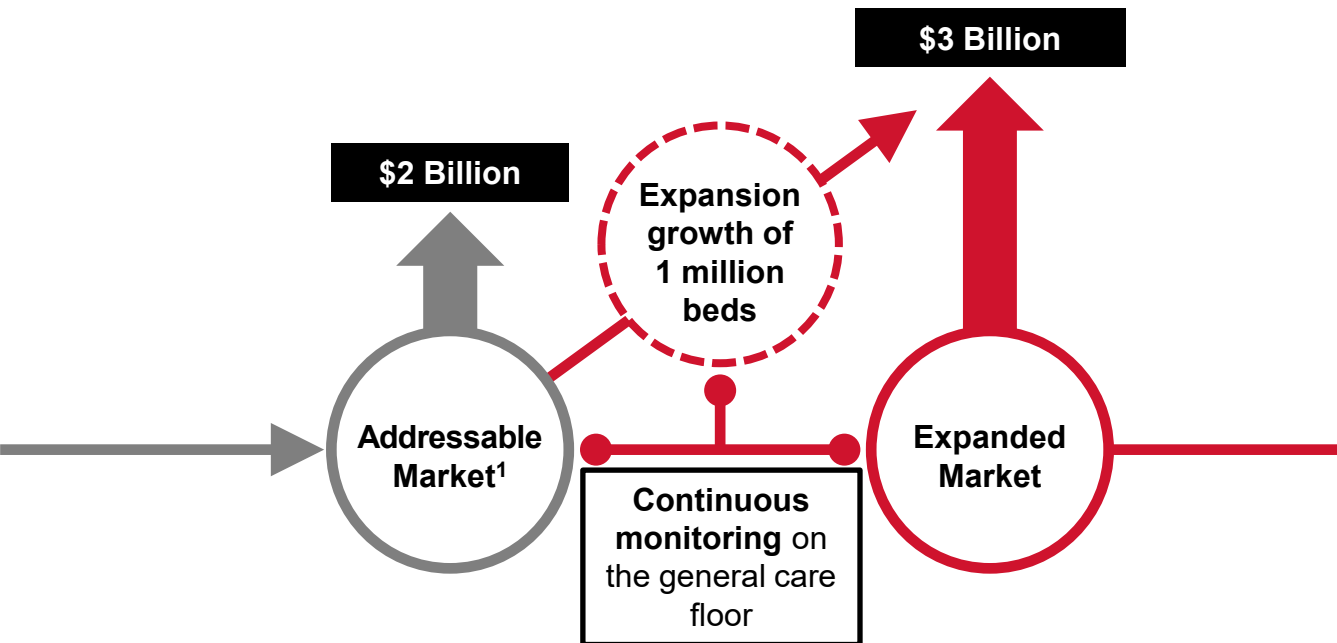 $3 Billion
$2 Billion
Expansion
growth of
1 million
beds
Addressable
Market¹
Expanded
Market
Continuous
monitoring on
the general care
floor